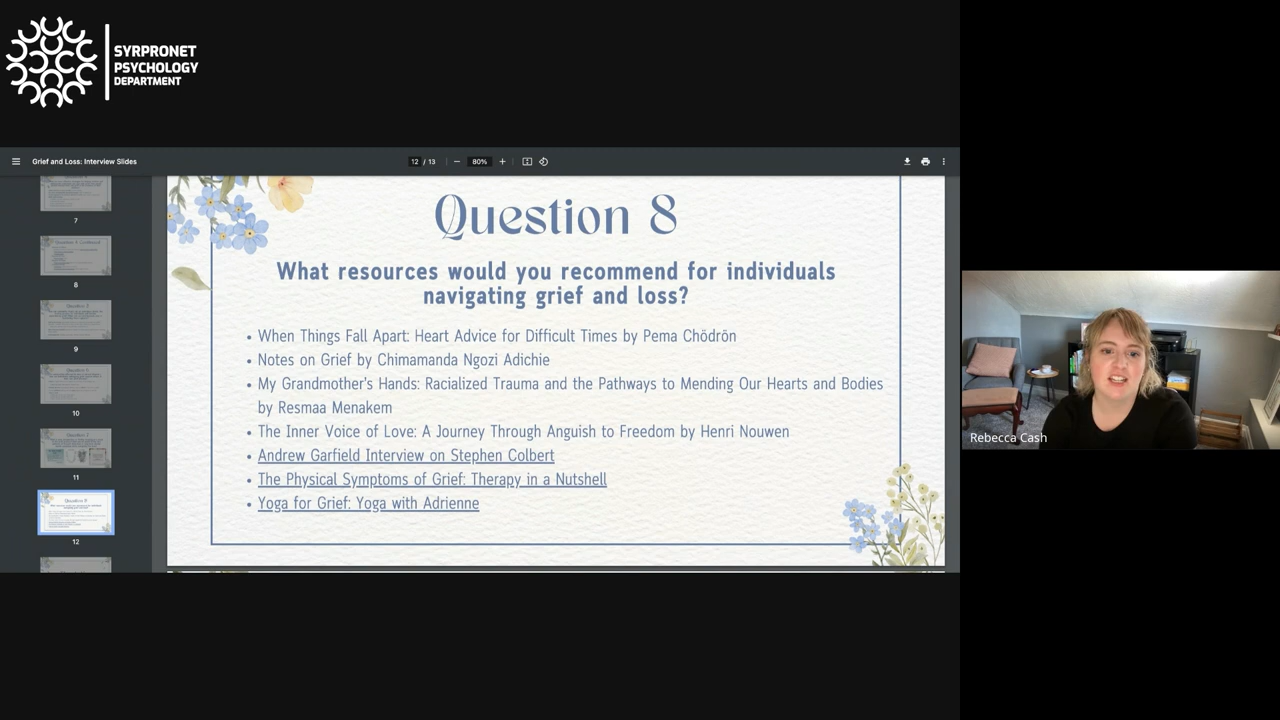 SYRPRONET
PSYCHOLOGY
DEPARTMENT
Grief and Loss: Interview Slides
12 / 13
80%
7
8
9
10
11
12
Question 8
What resources would you recommend for individuals
navigating grief and loss?
• When Things Fall Apart: Heart Advice for Difficult Times by Pema Chödrön
• Notes on Grief by Chimmanda Ngozi Adichie
• My Grandmother's Hands: Racialized Trauma and the Pathways to Mending Our Hearts and Bodies
by Resmaa Menakem
• The Inner Voice of Love: A Journey Through Anguish to Freedom by Henri Nouwen
• Andrew Garfield Interview on Stephen Colbert
• The Physical Symptoms of Grief: Therapy in a Nutshell
• Yoga for Grief: Yoga with Adrienne
Rebecca Cash